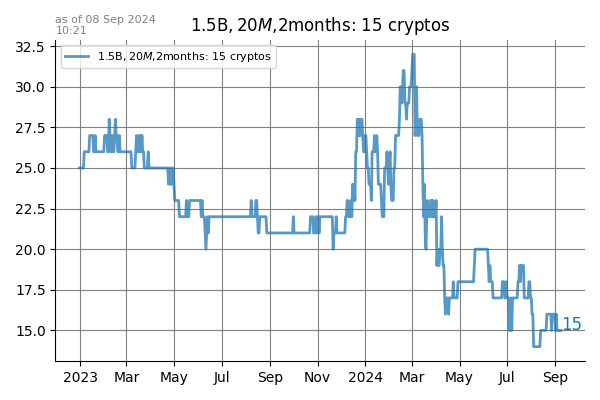 as of 08 Sep 2024
10:21
1.5B, 20M,2months: 15 cryptos
1.5B, 20M,2months: 15 cryptos
32.5
30.0
27.5
25.0
22.5
20.0
17.5
15.0
15
2023 Mar May Jul Sep Nov 2024 Mar May Jul Sep